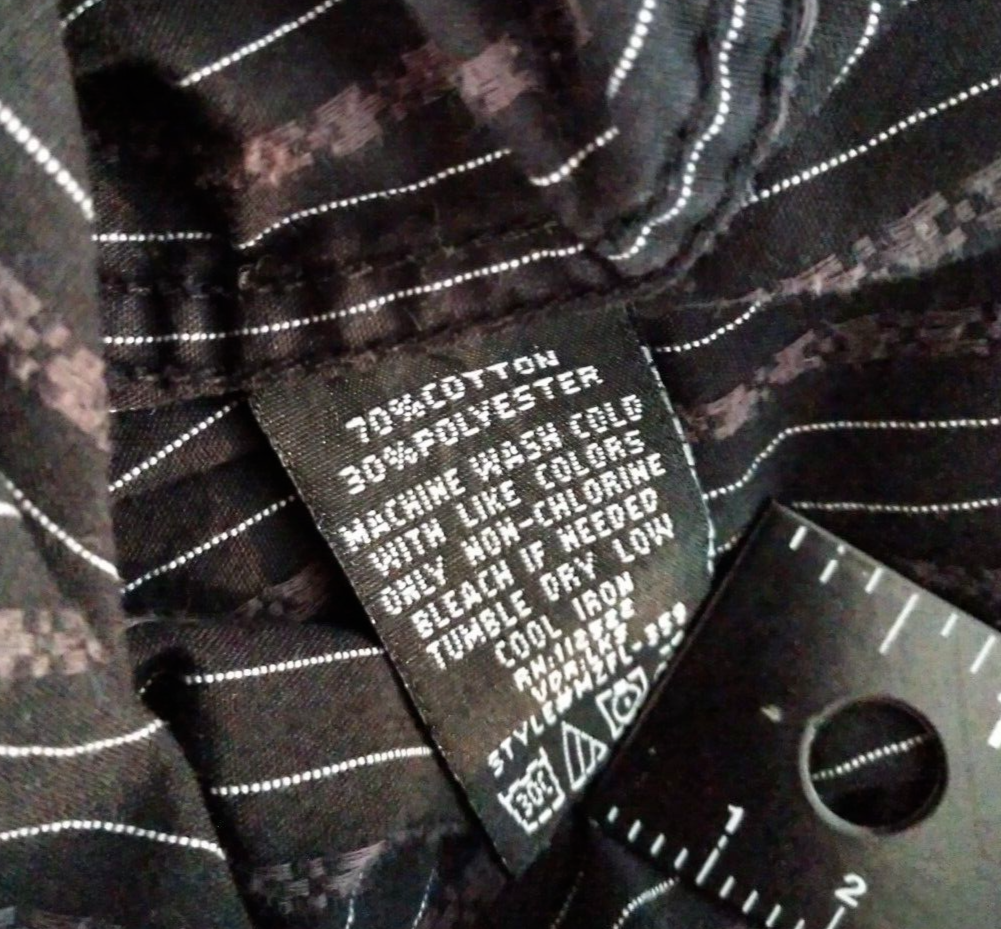 70%COTTON
30%POLYESTER
MACHINE WASH COLD
WITH LIKE COLORS
ONLY NON-CHLORINE
BLEACH IF NEEDED
TUMBLE DRY LOW
COOL IRON
30C
1
2